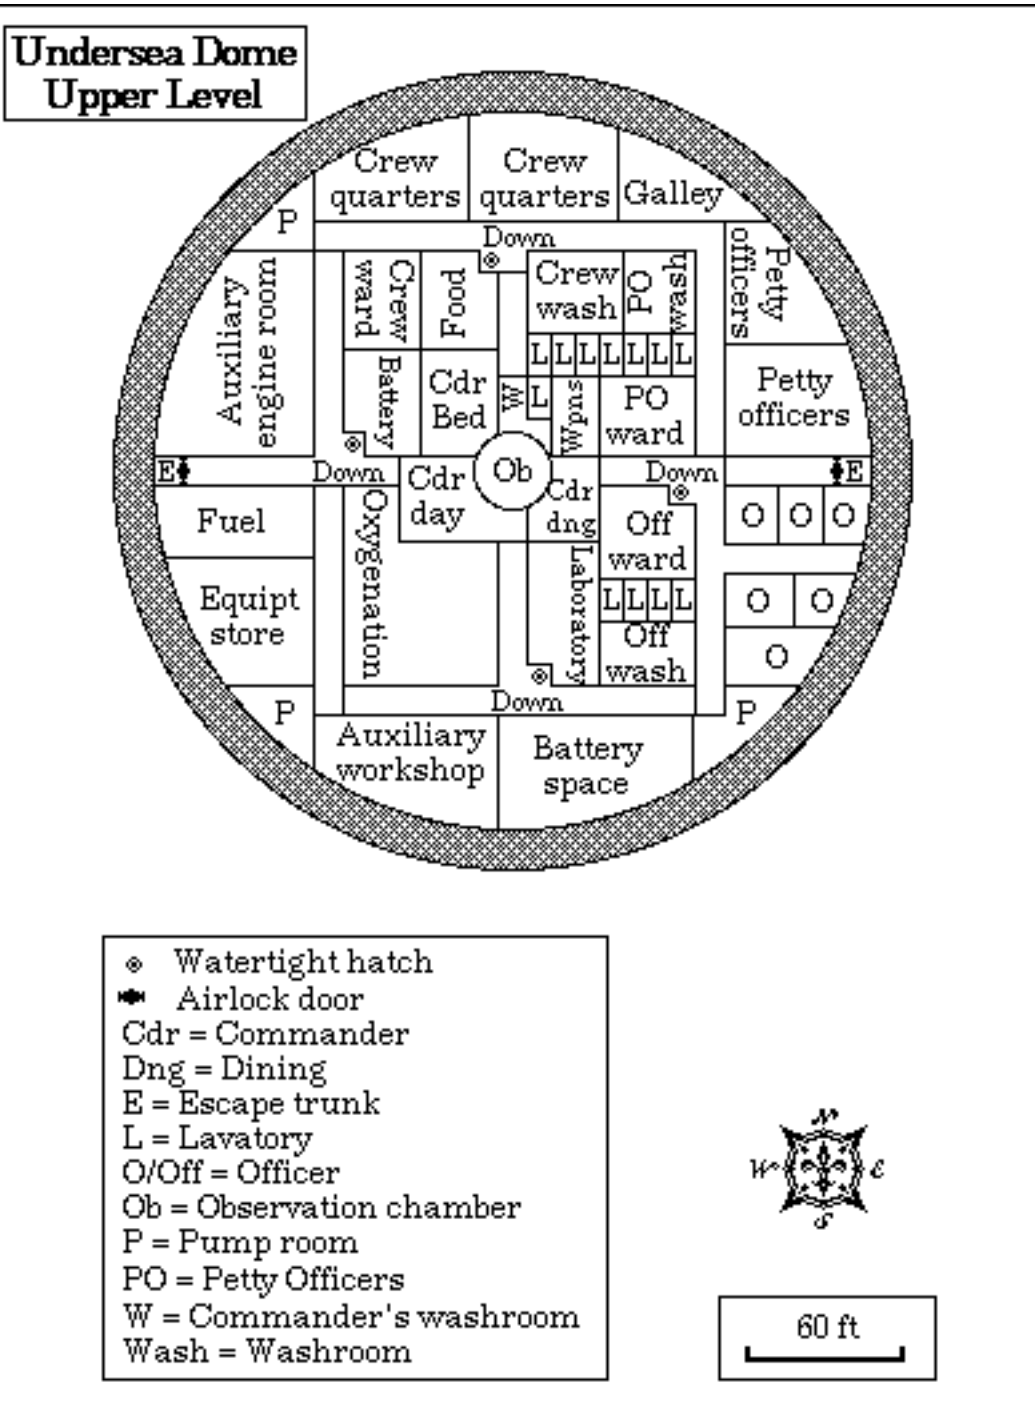 Undersea Dome
Upper Level
Crew
quarters
Crew
quarters
Galley
P
Down
Petty
officers
Auxiliary
engine room
Crew
ward
Food
Crew
wash
PO
wash
L L L L L L L
Battery
Cdr
Bed
W
L
Wpus
PO
ward
Petty
officers
E
Down
Cdr
day
Ob
Cdr
dng
Down
E
Fuel
Oxygenation
Off
ward
O O O
Equipt
store
Laboratory
L L L L
Off
wash
O O
O
P
Down
P
Auxiliary
workshop
Battery
space
Watertight hatch
Airlock door
Cdr = Commander
Dng = Dining
E = Escape trunk
L = Lavatory
O/Off = Officer
Ob = Observation chamber
P = Pump room
PO = Petty Officers
W = Commander's washroom
Wash = Washroom
N
W E
S
60 ft